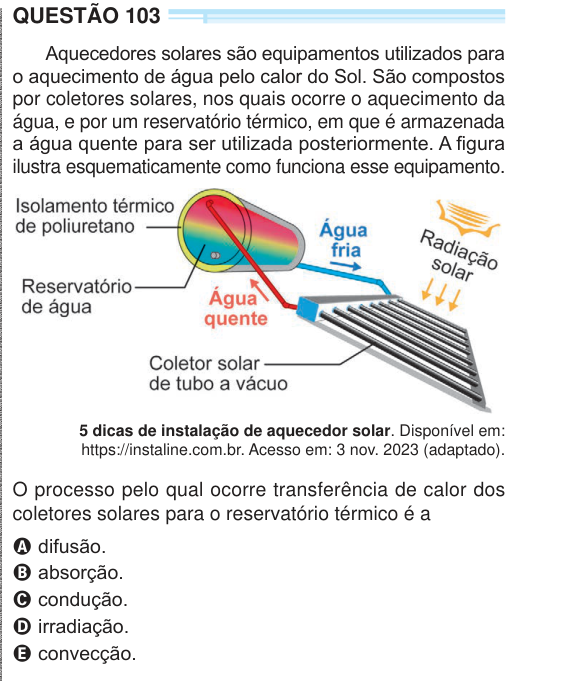 QUESTÃO 103
Aquecedores solares são equipamentos utilizados para
o aquecimento de água pelo calor do Sol. São compostos
por coletores solares, nos quais ocorre o aquecimento da
água, e por um reservatório térmico, em que é armazenada
a água quente para ser utilizada posteriormente. A figura
ilustra esquematicamente como funciona esse equipamento.
Isolamento térmico
de poliuretano
Água
fria
Radiação
solar
Reservatório
de água
Água
quente
Coletor solar
de tubo a vácuo
5 dicas de instalação de aquecedor solar. Disponível em:
https://instaline.com.br. Acesso em: 3 nov. 2023 (adaptado).
O processo pelo qual ocorre transferência de calor dos
coletores solares para o reservatório térmico é a
A difusão.
B absorção.
C condução.
D irradiação.
E convecção.